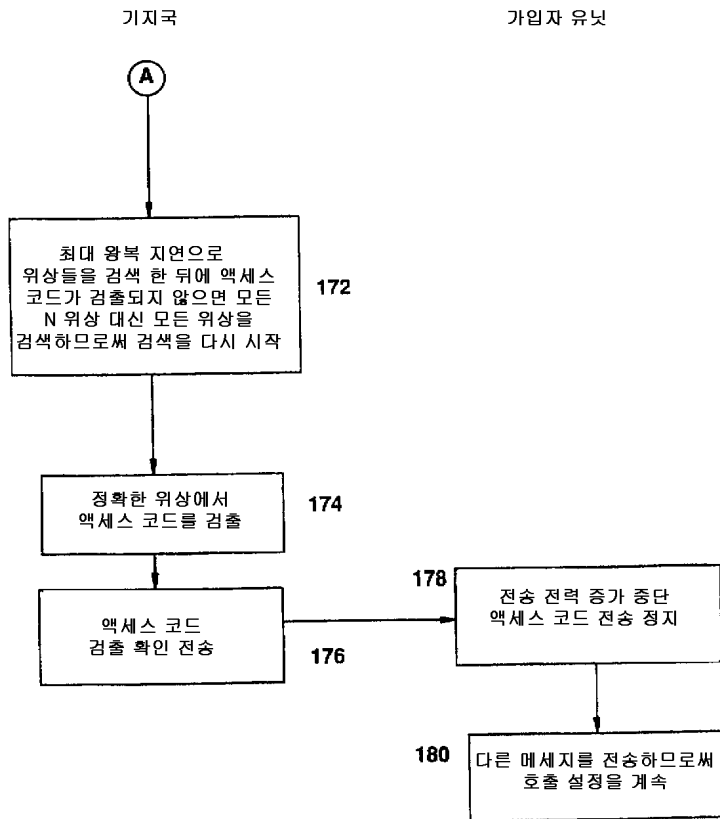 기지국
가입자 유닛
A
최대 왕복 지연으로
위상들을 검색 한 뒤에 액세스
코드가 검출되지 않으면 모든
N 위상 대신 모든 위상을
검색하므로써 검색을 다시 시작
172
정확한 위상에서
액세스 코드를 검출
174
액세스 코드
검출 확인 전송
176
178
전송 전력 증가 중단
액세스 코드 전송 정지
180
다른 메세지를 전송하므로써
호출 설정을 계속